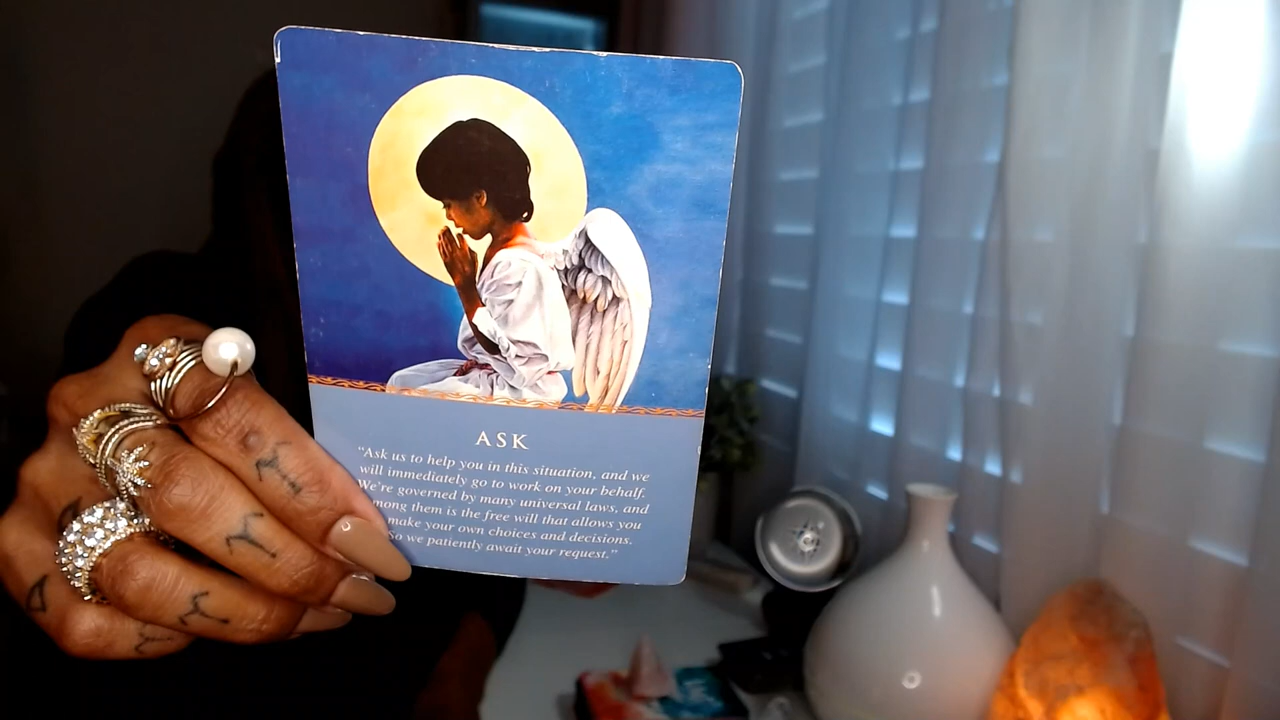 ASK
"Ask us to help you in this situation, and we
will immediately go to work on your behalf.
We're governed by many universal laws, and
among them is the free will that allows you
make your own choices and decisions.
So we patiently await your request."